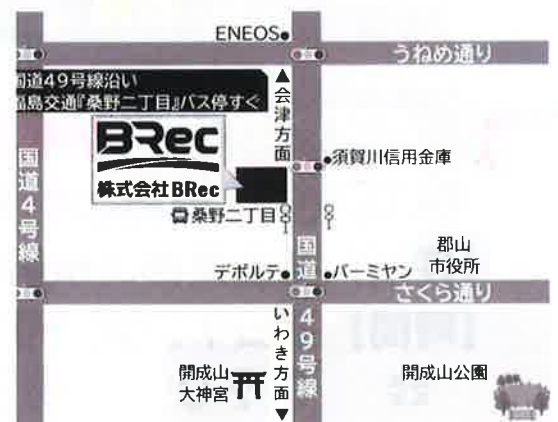 ENEOS
うねめ通り
国道49号線沿い
福島交通『桑野二丁目』バス停すぐ
会津方面
BRec
株式会社BRec
須賀川信用金庫
国道4号線
桑野二丁目
国道49号線
郡山
市役所
デポルテ
バーミヤン
さくら通り
いわき方面
開成山
大神宮
開成山公園